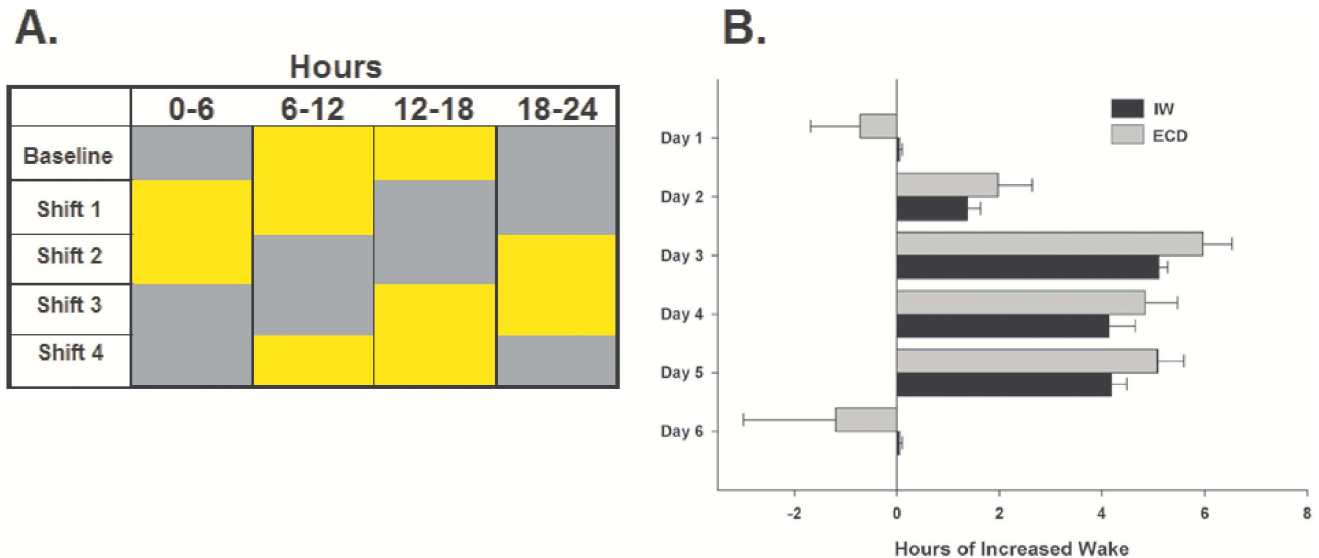 A.
Hours
0-6 6-12 12-18 18-24
Baseline
Shift 1
Shift 2
Shift 3
Shift 4
B.
IW
ECD
Day 1
Day 2
Day 3
Day 4
Day 5
Day 6
-2 0 2 4 6 8
Hours of Increased Wake